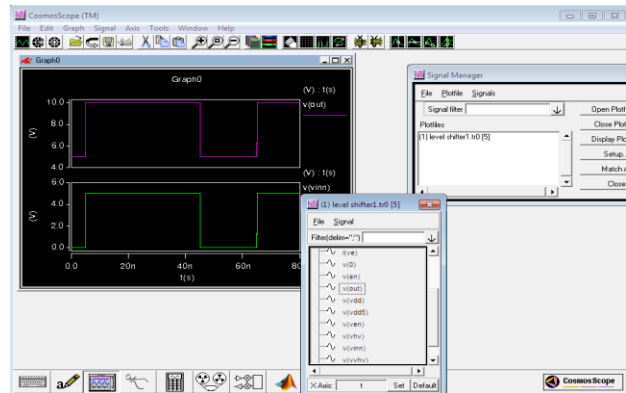 CosmosScope (TM)
File Edit Graph Signal Axis Tools Window Help
Graph0
Graph0
(V) : t(s)
v(out)
10.0
8.0
(V)
6.0
4.0
(V) : t(s)
v(vinn)
6.0
4.0
(V)
2.0
0.0
0.0 20n 40n 60n 80
t(s)
Signal Manager
File Plotfile Signals
Signal filter
Plotfiles
(1) level shifter1.tr0 [5]
Open Plotf
Close Plot
Display Plo
Setup..
Match A
Close
(1) level shifter1.tr0 [5]
File Signal
Filter(delim=";")
i(ve)
v(0)
v(en)
v(out)
v(vdd)
v(vdd5)
v(ven)
v(vhv)
v(vinn)
v(vvhv)
X Axis: t Set Default
CosmosScope